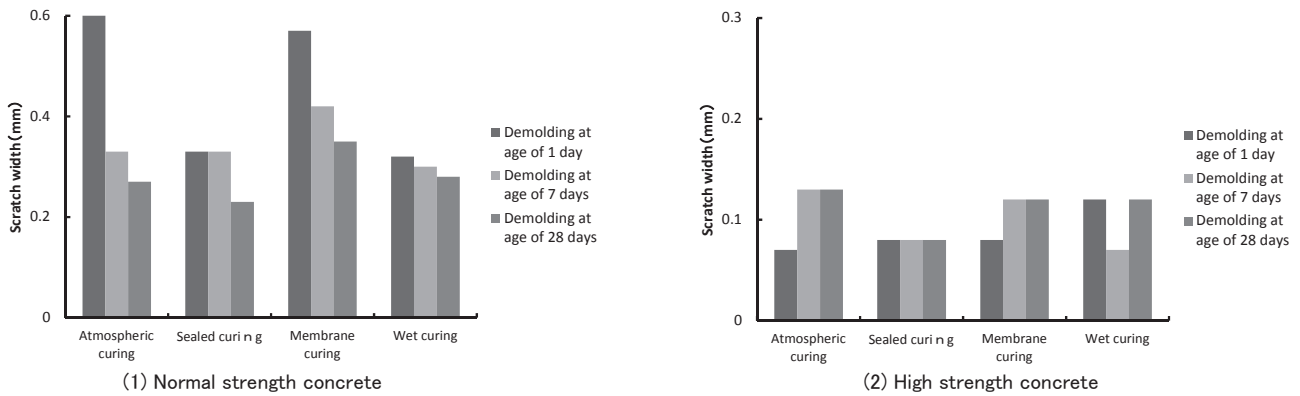 0.6
0.4
0.2
0
Scratch width(mm)
Atmospheric curing
Sealed curing
Membrane curing
Wet curing
Demolding at
age of 1 day
Demolding at
age of 7 days
Demolding at
age of 28 days
(1) Normal strength concrete
0.3
0.2
0.1
0
Scratch width(mm)
Atmospheric
curing
Sealed curing
Membrane
curing
Wet curing
Demolding at
age of 1 day
Demolding at
age of 7 days
Demolding at
age of 28 days
(2) High strength concrete